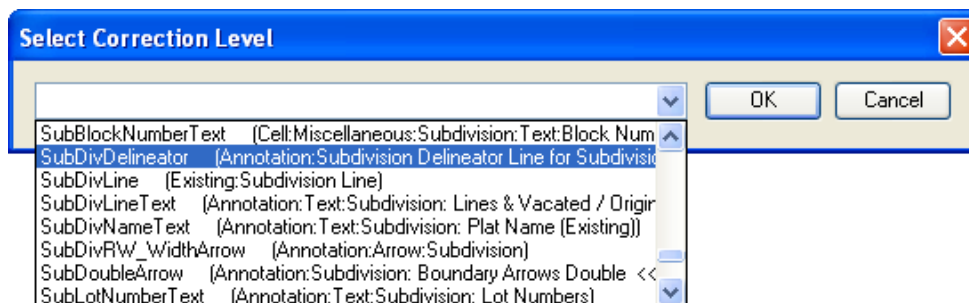 Select Correction Level
OK Cancel
SubBlockNumberText (Cell:Miscellaneous:Subdivision:Text:Block Num
SubDivDelineator (Annotation:Subdivision Delineator Line for Subdivisio
SubDivLine (Existing:Subdivision Line)
SubDivLineText (Annotation:Text:Subdivision: Lines & Vacated / Origin
SubDivNameText (Annotation:Text:Subdivision: Plat Name (Existing))
SubDivRW_WidthArrow (Annotation:Arrow:Subdivision)
SubDoubleArrow (Annotation:Subdivision: Boundary Arrows Double <<
SubLotNumberText (Annotation:Text:Subdivision: Lot Numbers)